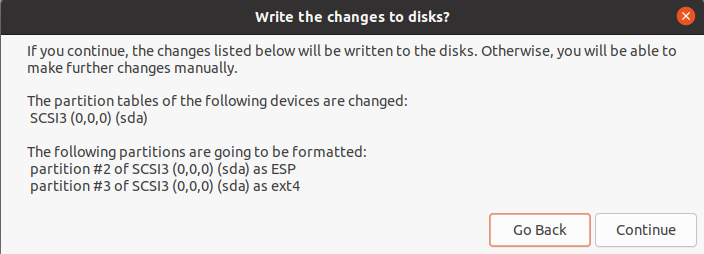 Write the changes to disks?
If you continue, the changes listed below will be written to the disks. Otherwise, you will be able to
make further changes manually.
The partition tables of the following devices are changed:
SCSI3 (0,0,0) (sda)
The following partitions are going to be formatted:
partition #2 of SCSI3 (0,0,0) (sda) as ESP
partition #3 of SCSI3 (0,0,0) (sda) as ext4
Go Back Continue